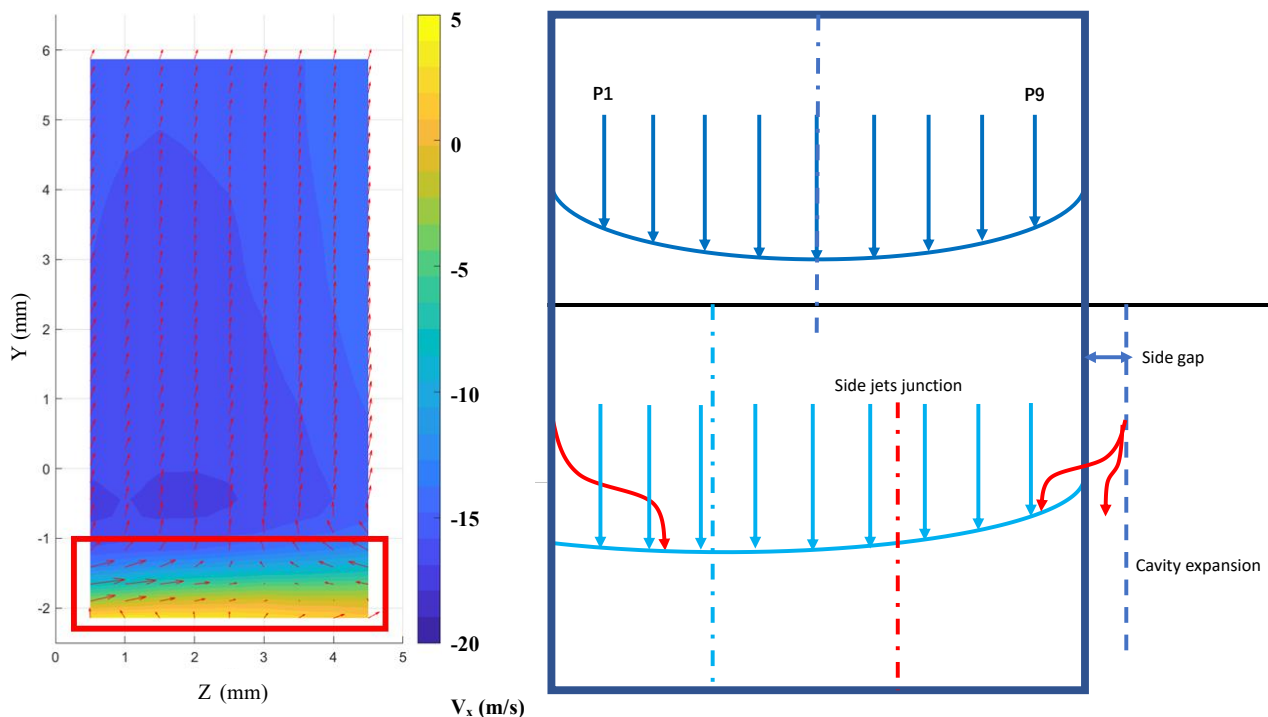 6
5
4
3
2
1
0
-1
-2
Y (mm)
0
1
2
3
4
5
Z (mm)
5
0
-5
-10
-15
-20
Vₓ (m/s)
P1
P9
Side gap
Side jets junction
Cavity expansion